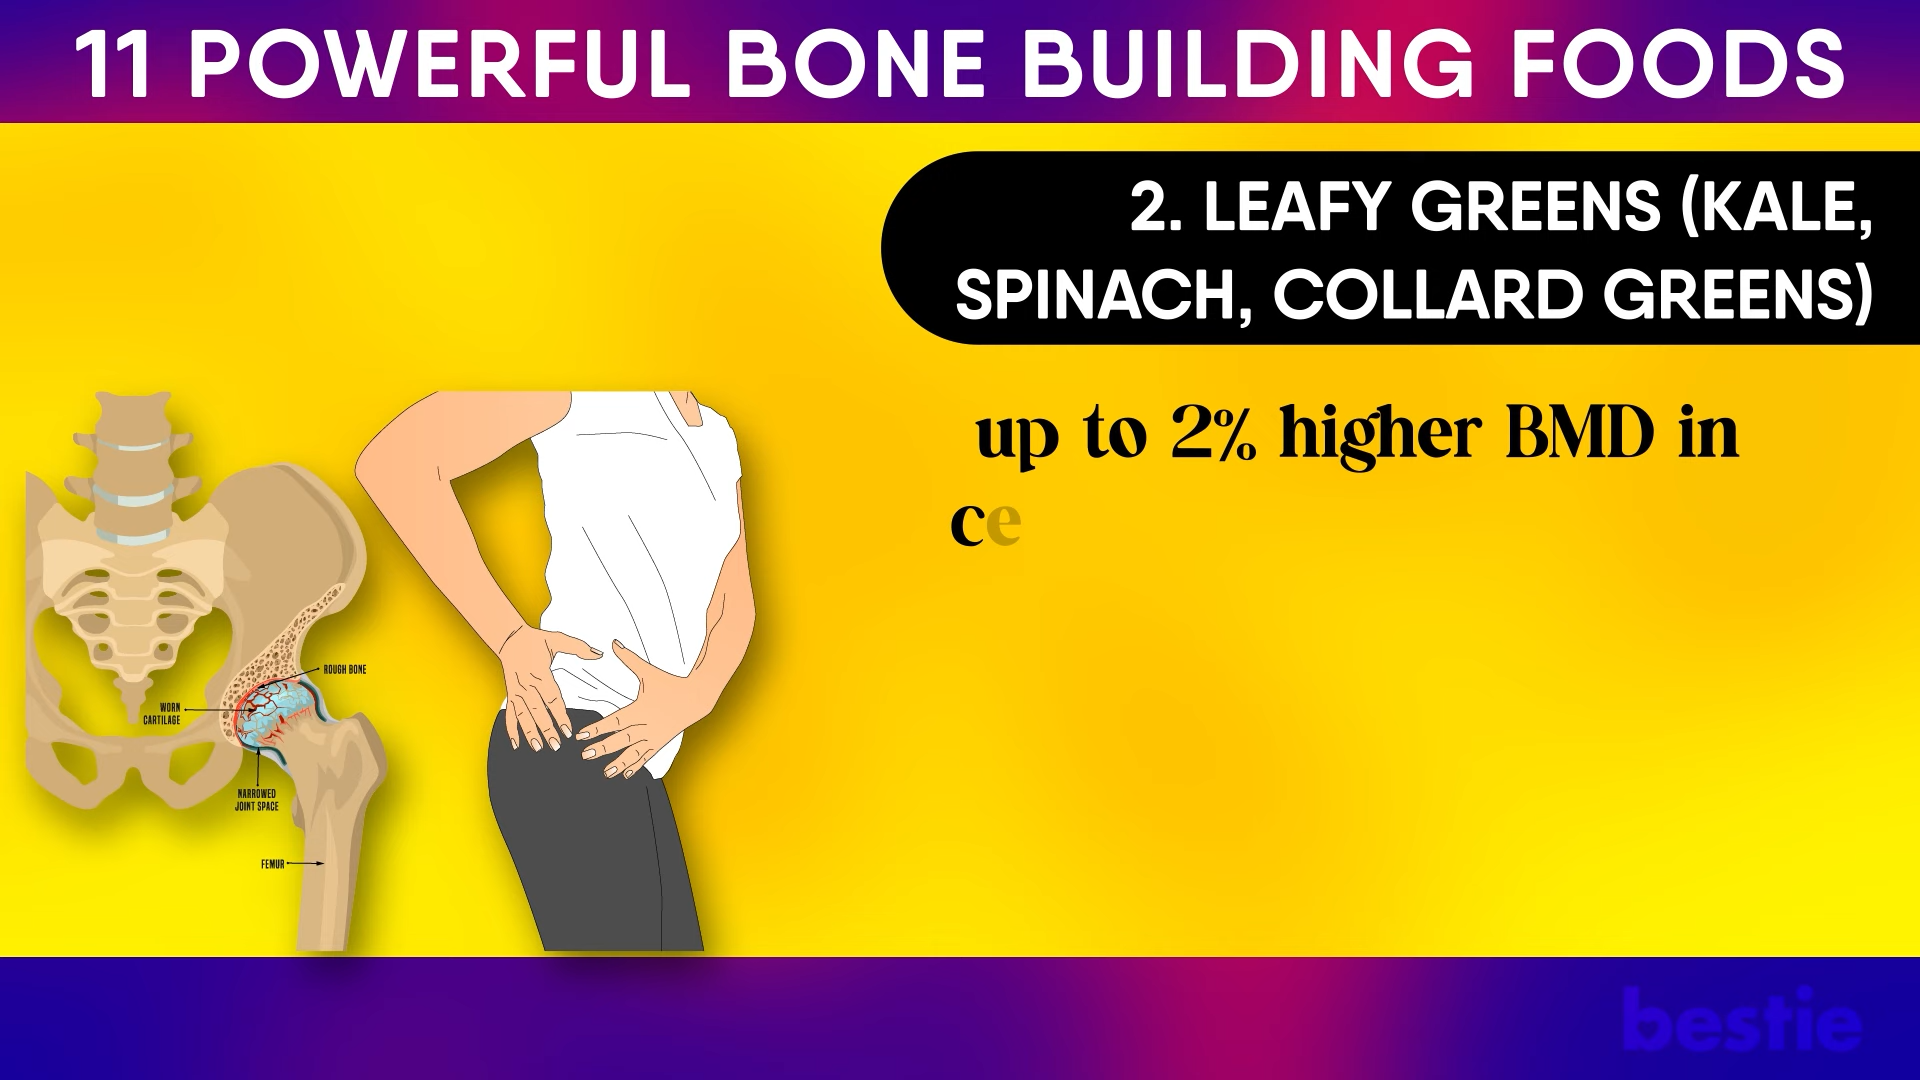 11 POWERFUL BONE BUILDING FOODS
2. LEAFY GREENS (KALE,
SPINACH, COLLARD GREENS)
up to 2% higher BMD in
ce
ROUGH BONE
WORN
CARTILAGE
NARROWED
JOINT SPACE
FEMUR
bestie